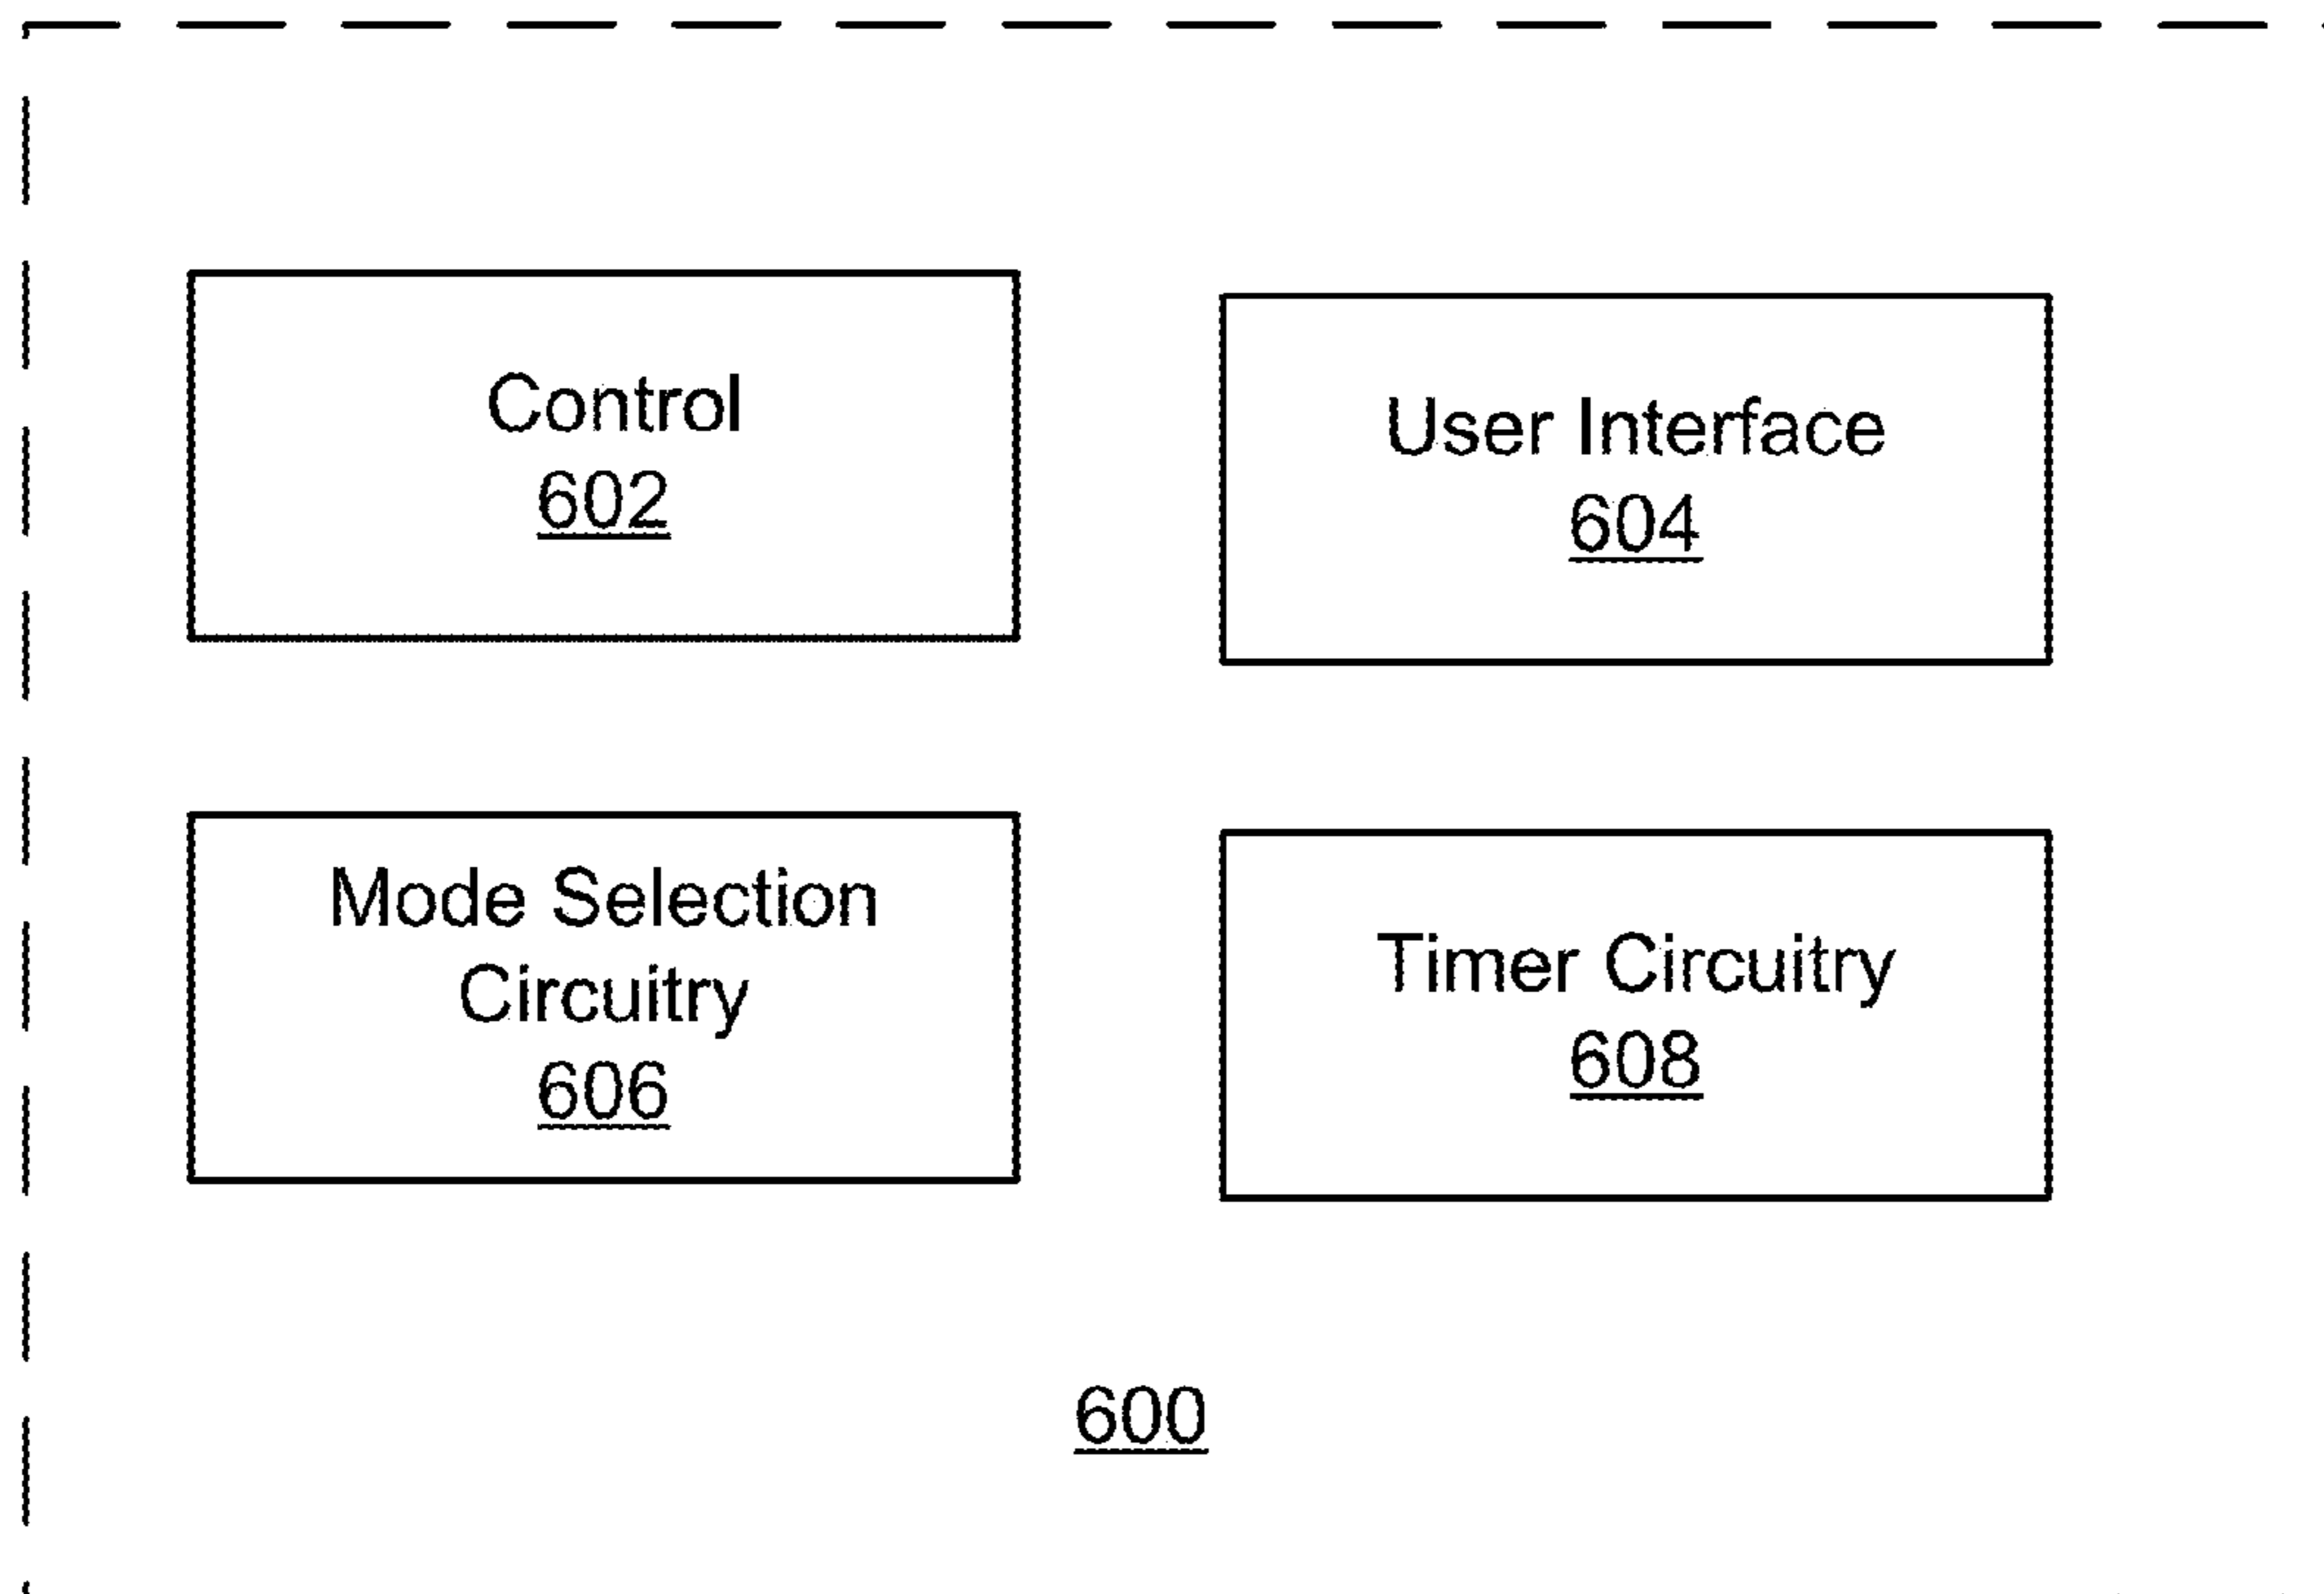 Control
602
User Interface
604
Mode Selection
Circuitry
606
Timer Circuitry
608
600